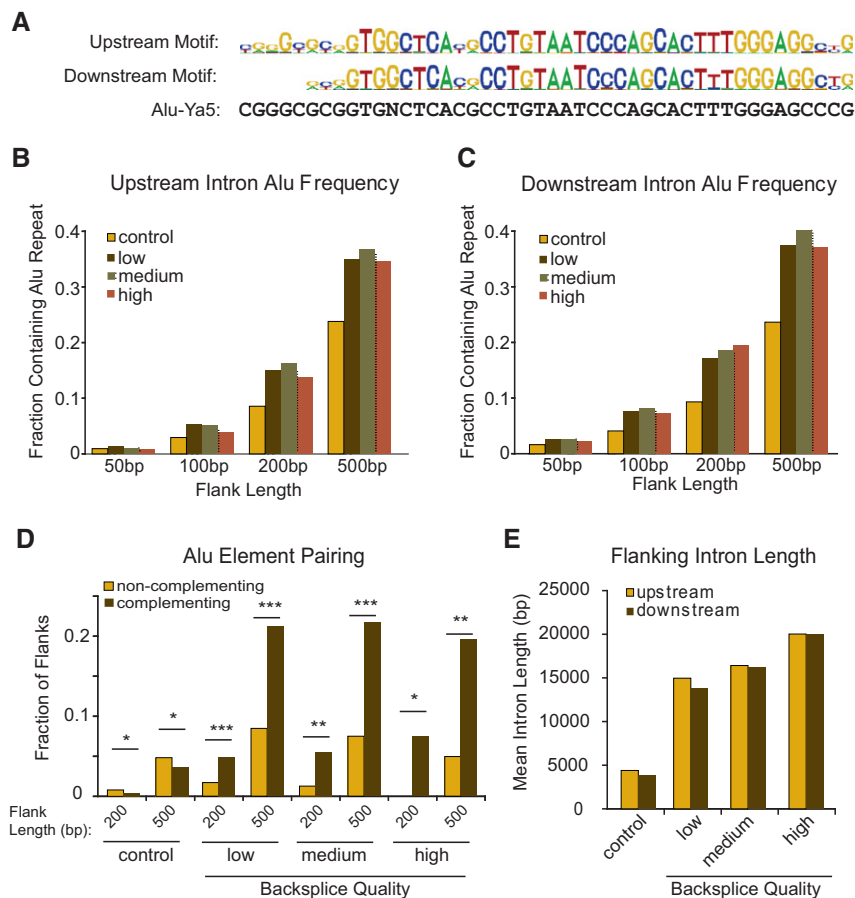 A
Upstream Motif: CGGGCGCGGTGGCTCACGCCTGTAATCCCAGCACTTTGGGAGGCTG
Downstream Motif: CGGTGGCTCACGCCTGTAATCCCAGCACTTTGGGAGGCTG
Alu-Ya5: CGGGCGCGGTGNCTCACGCCTGTAATCCCAGCACTTTGGGAGCCCG
B
Upstream Intron Alu Frequency
Fraction Containing Alu Repeat
0.4
0.3
0.2
0.1
0
control
low
medium
high
50bp 100bp 200bp 500bp
Flank Length
C
Downstream Intron Alu Frequency
Fraction Containing Alu Repeat
0.4
0.3
0.2
0.1
0
control
low
medium
high
50bp 100bp 200bp 500bp
Flank Length
D
Alu Element Pairing
non-complementing
complementing
Fraction of Flanks
0.2
0.1
0
* * *** *** ** *** * **
Flank
Length (bp):
200 500 200 500 200 500 200 500
control low medium high
Backsplice Quality
E
Flanking Intron Length
Mean Intron Length (bp)
25000
20000
15000
10000
5000
0
upstream
downstream
control low medium high
Backsplice Quality